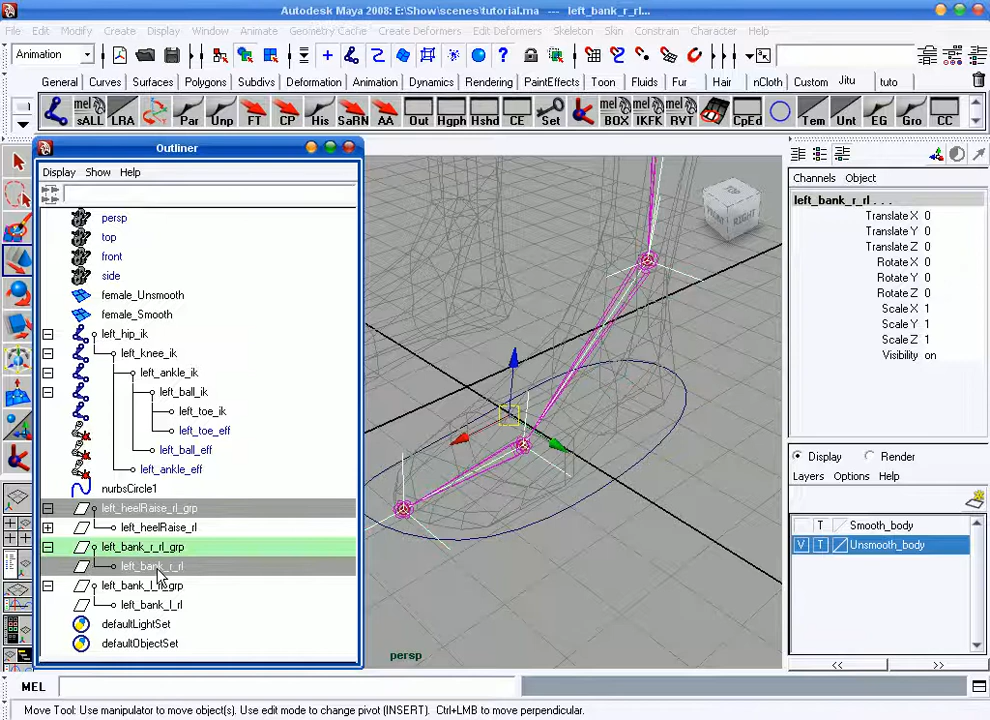 Autodesk Maya 2008: E:\Show\scenes\tutorial.ma --- left_bank_r_rl...
File Edit Modify Create Display Window Animate Geometry Cache Create Deformers Edit Deformers Skeleton Skin Constrain Character Help
Animation
General Curves Surfaces Polygons Subdivs Deformation Animation Dynamics Rendering PaintEffects Toon Fluids Fur Hair nCloth Custom Jitu tuto
mel sALL LRA Par Unp FT CP His SaRN AA Out Hgph Hshd CE Set mel BOX mel IKFK mel RVT CpEd Tem Unt EG Gro CC
Outliner
Display Show Help
persp
top
front
side
female_Unsmooth
female_Smooth
left_hip_ik
left_knee_ik
left_ankle_ik
left_ball_ik
left_toe_ik
left_toe_eff
left_ball_eff
left_ankle_eff
nurbsCircle1
left_heelRaise_rl_grp
left_heelRaise_rl
left_bank_r_rl_grp
left_bank_r_rl
left_bank_l_rl_grp
left_bank_l_rl
defaultLightSet
defaultObjectSet
FRONT RIGHT
persp
Channels Object
left_bank_r_rl . . .
Translate X 0
Translate Y 0
Translate Z 0
Rotate X 0
Rotate Y 0
Rotate Z 0
Scale X 1
Scale Y 1
Scale Z 1
Visibility on
Display Render
Layers Options Help
T Smooth_body
V T Unsmooth_body
<< >>
MEL
Move Tool: Use manipulator to move object(s). Use edit mode to change pivot (INSERT). Ctrl+LMB to move perpendicular.